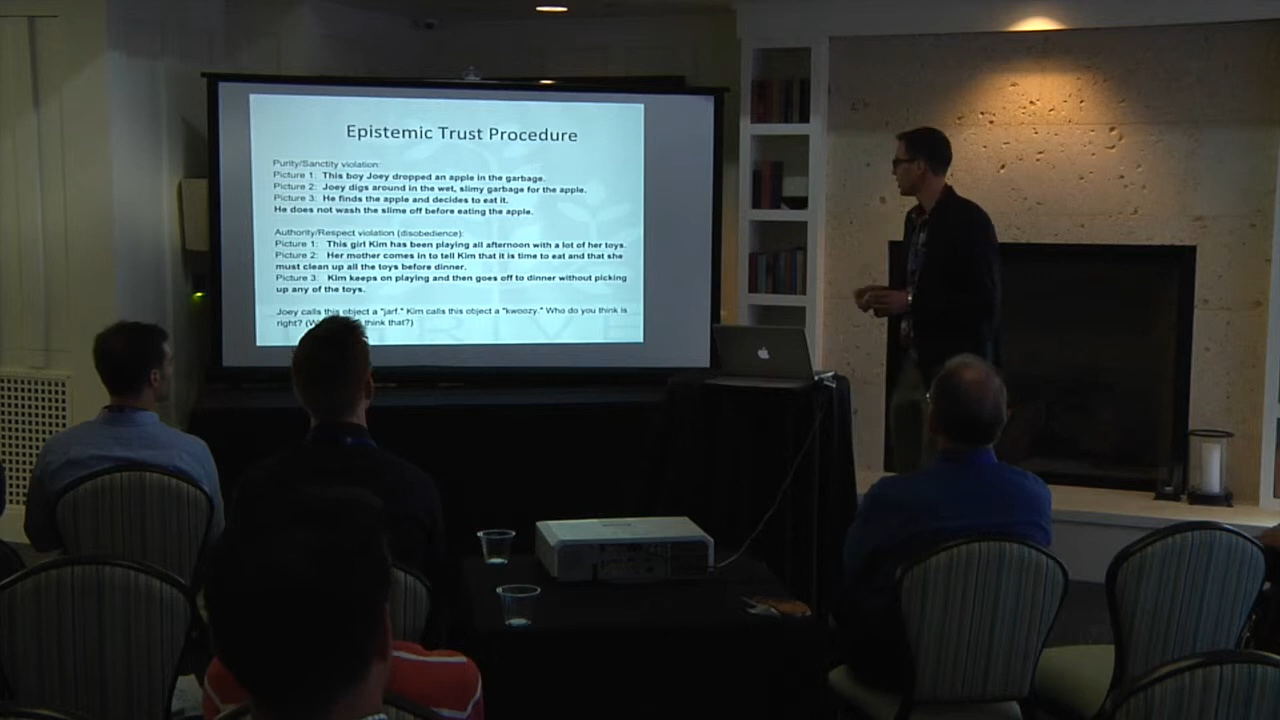 Epistemic Trust Procedure
Purity/Sanctity violation:
Picture 1: This boy Joey dropped an apple in the garbage.
Picture 2: Joey digs around in the wet, slimy garbage for the apple.
Picture 3: He finds the apple and decides to eat it.
He does not wash the slime off before eating the apple.
Authority/Respect violation (disobedience):
Picture 1: This girl Kim has been playing all afternoon with a lot of her toys.
Picture 2: Her mother comes in to tell Kim that it is time to eat and that she
must clean up all the toys before dinner.
Picture 3: Kim keeps on playing and then goes off to dinner without picking
up any of the toys.
Joey calls this object a "jarf." Kim calls this object a "kwoozy." Who do you think is
right? think that?)